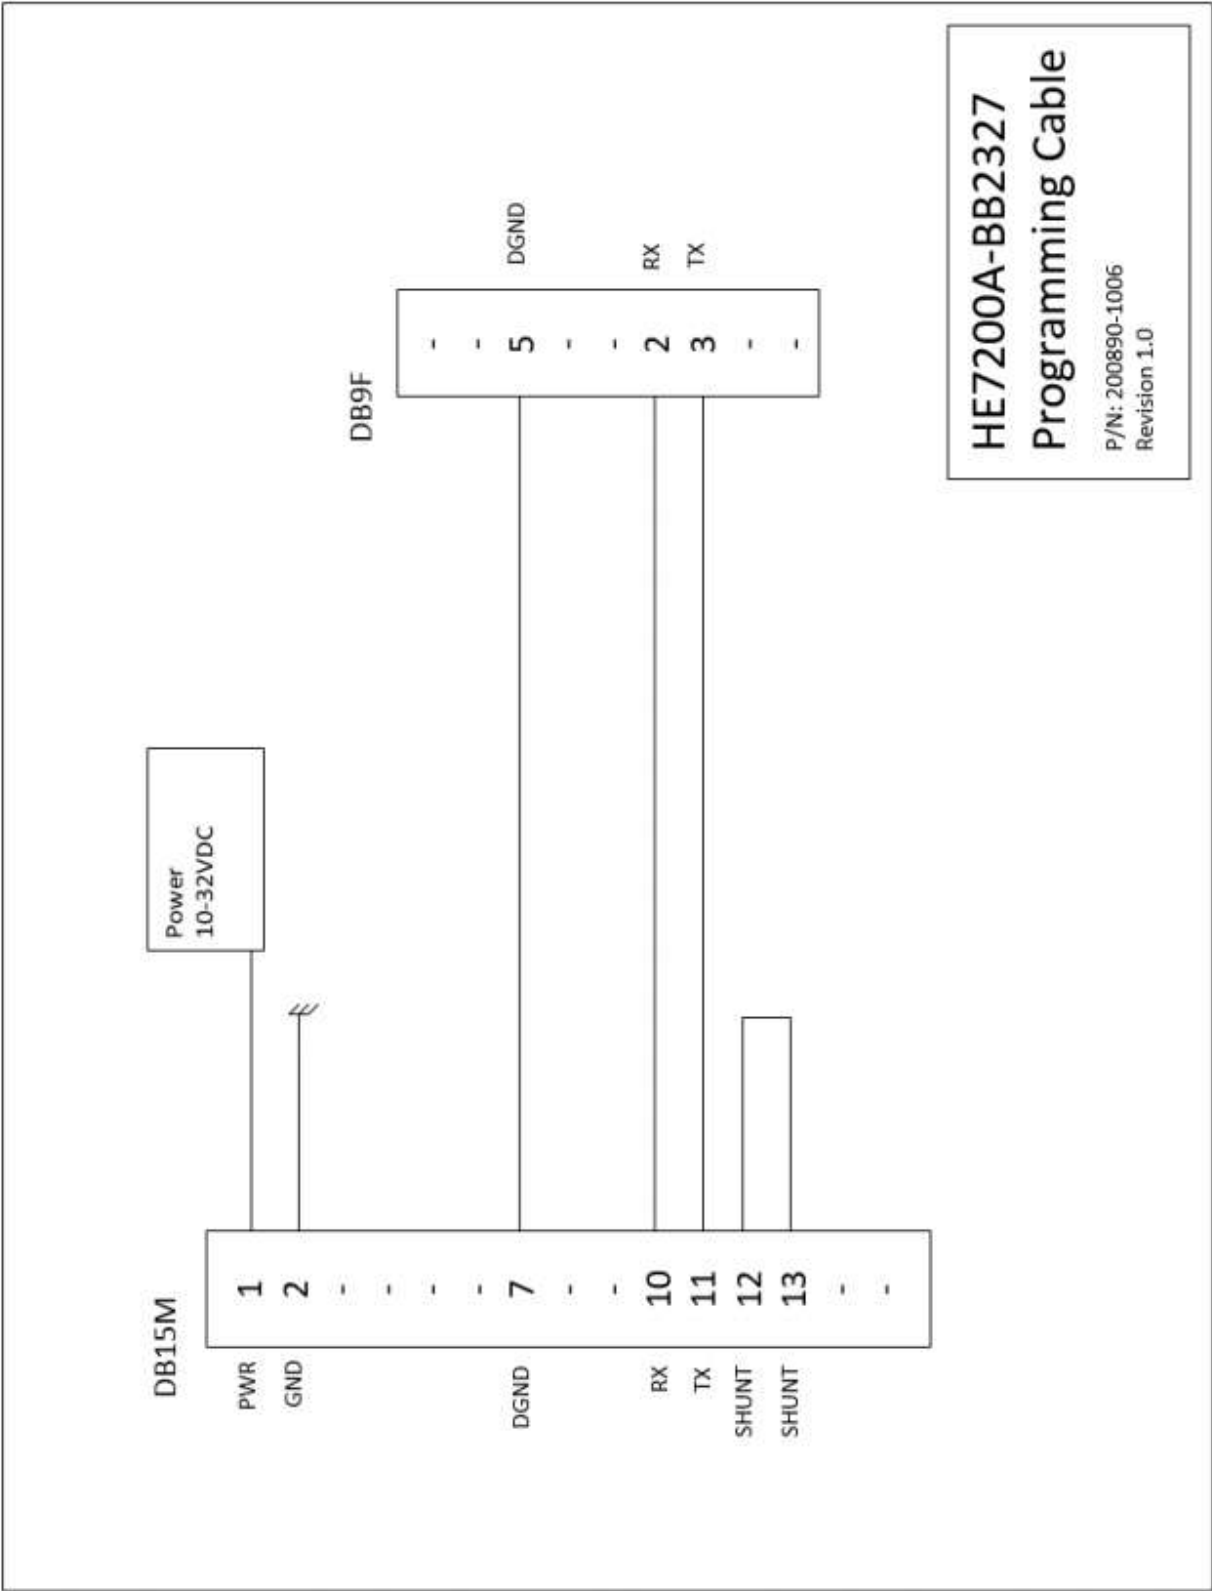 Power
10-32VDC
DB15M
DB9F
PWR
1
GND
2
-
-
-
-
DGND
7
-
-
RX
10
TX
11
SHUNT
12
SHUNT
13
-
-
-
-
5
DGND
-
-
2
RX
3
TX
-
-
HE7200A-BB2327
Programming Cable
P/N: 200890-1006
Revision 1.0